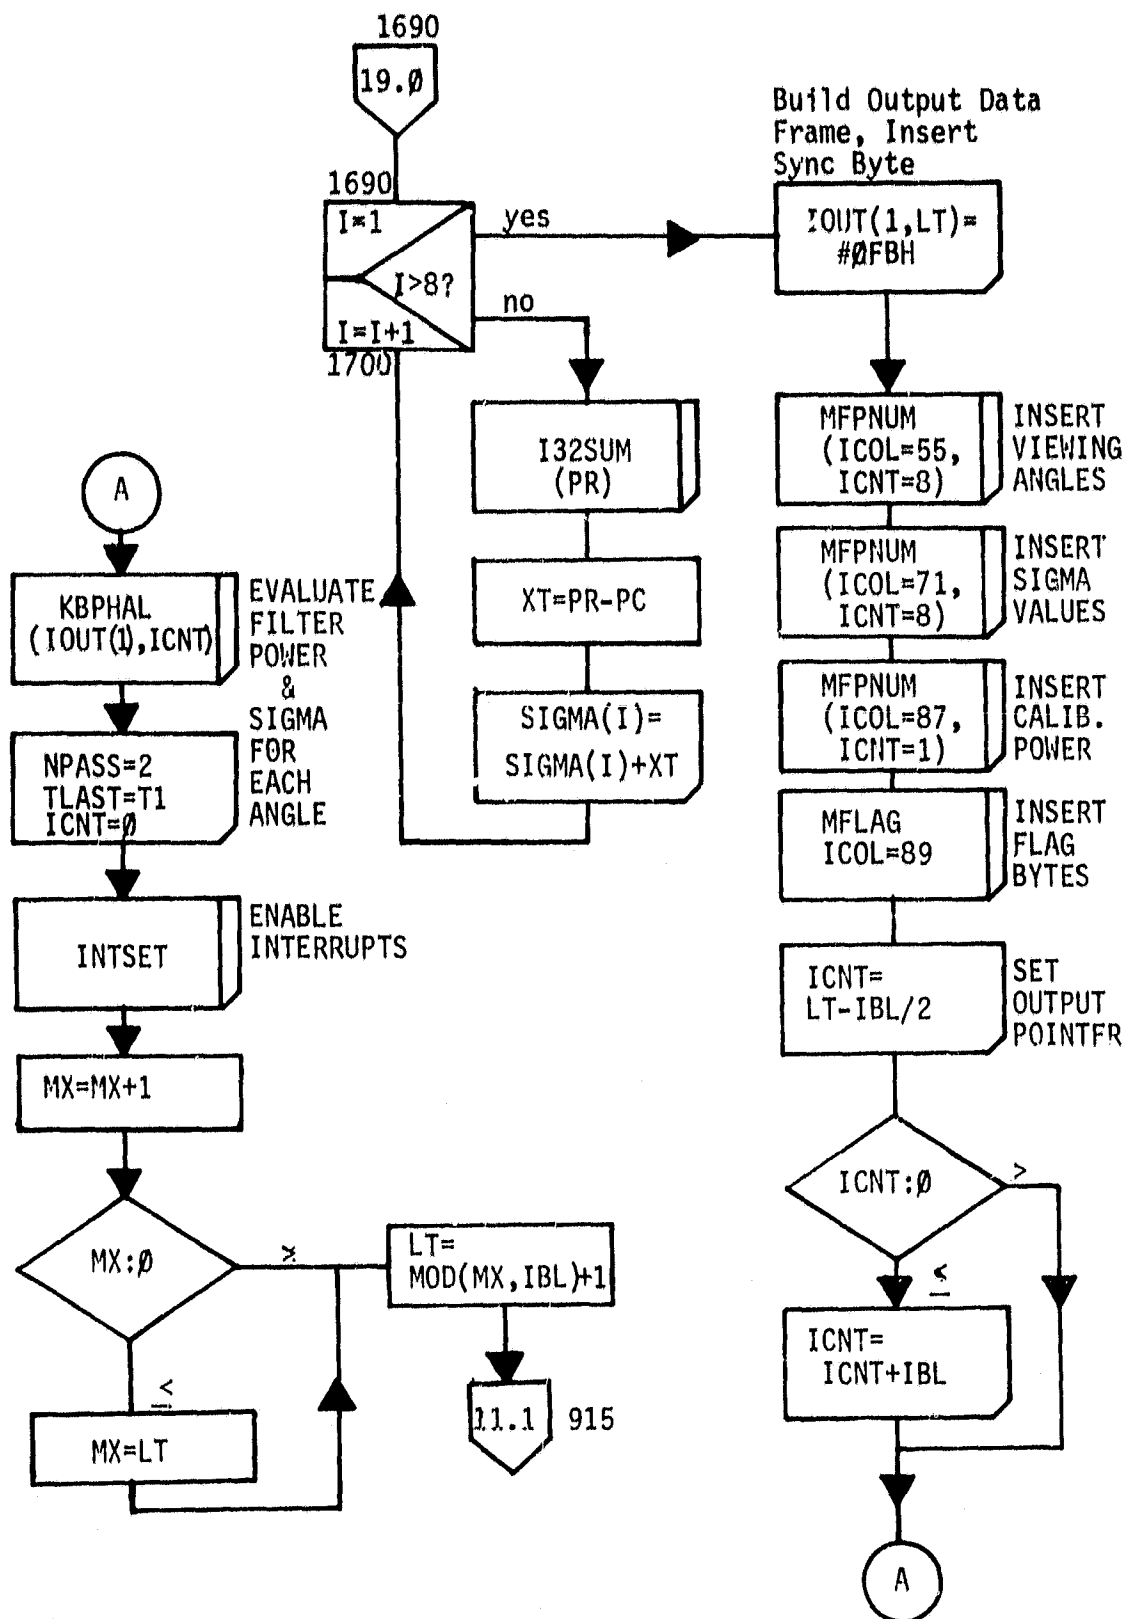 1690
19.Ø
1690
I=1
I>8?
I=I+1
1700
yes
no
I32SUM
(PR)
XT=PR-PC
SIGMA(I)=
SIGMA(I)+XT
Build Output Data
Frame, Insert
Sync Byte
IOUT(1,LT)=
#ØFBH
MFPNUM
(ICOL=55,
ICNT=8)
INSERT
VIEWING
ANGLES
MFPNUM
(ICOL=71,
ICNT=8)
INSERT
SIGMA
VALUES
MFPNUM
(ICOL=87,
ICNT=1)
INSERT
CALIB.
POWER
MFLAG
ICOL=89
INSERT
FLAG
BYTES
ICNT=
LT-IBL/2
SET
OUTPUT
POINTER
ICNT:Ø
>
≤
ICNT=
ICNT+IBL
A
A
KBPHAL
(IOUT(1),ICNT)
EVALUATE
FILTER
POWER
&
SIGMA
FOR
EACH
ANGLE
NPASS=2
TLAST=T1
ICNT=Ø
INTSET
ENABLE
INTERRUPTS
MX=MX+1
MX:Ø
>
≤
MX=LT
LT=
MOD(MX,IBL)+1
11.1
915